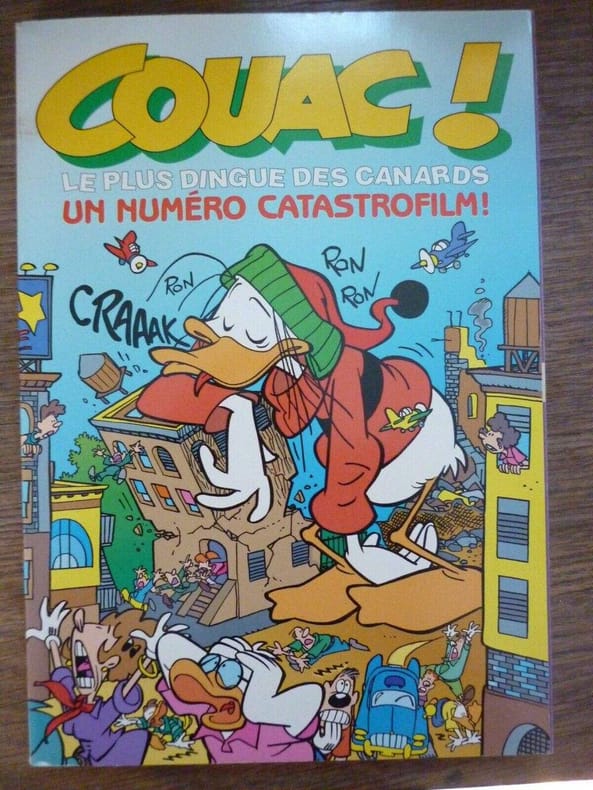 COUAC !
LE PLUS DINGUE DES CANARDS
UN NUMÉRO CATASTROFILM!
RON
RON
RON
CRAAAK